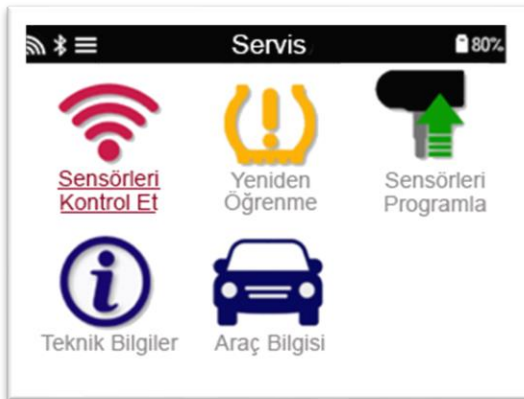 Servis
80%
Sensörleri
Kontrol Et
Yeniden
Öğrenme
Sensörleri
Programla
Teknik Bilgiler
Araç Bilgisi